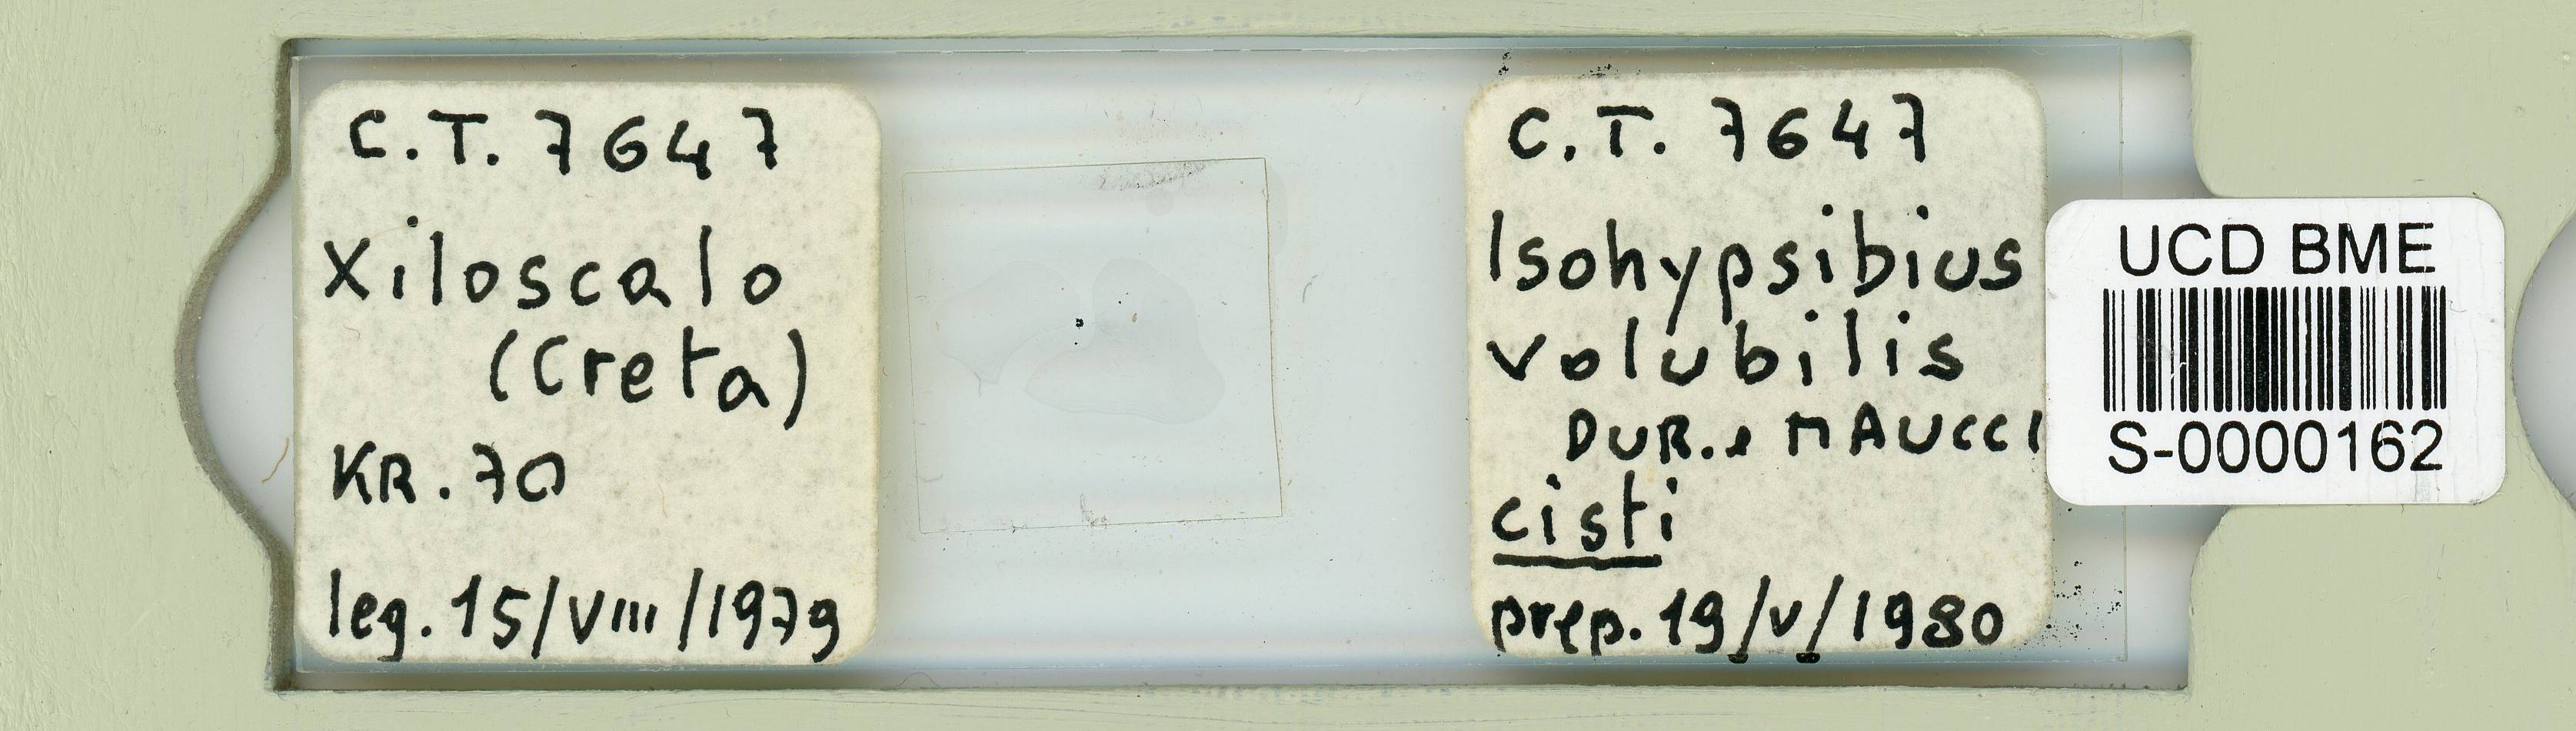 C.T. 7647
Xiloscalo
(Creta)
KR. 70
leg. 15/VIII/1979
C.T. 7647
Isohypsibius
volubilis
DUR. e MAUCCI
cisti
prep. 19/V/1980
UCD BME
S-0000162